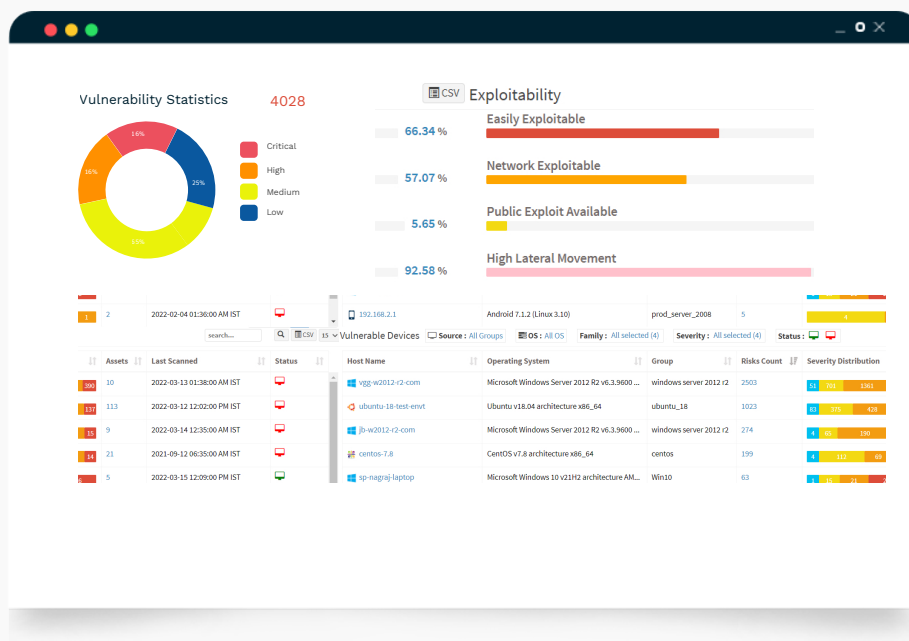 Vulnerability Statistics 4028
16%
16%
25%
Critical
High
Medium
Low
CSV Exploitability
Easily Exploitable
66.34 %
Network Exploitable
57.07 %
Public Exploit Available
5.65 %
High Lateral Movement
92.58 %
1 2 2022-02-04 01:36:00 AM IST 192.168.2.1 Android 7.1.2 (Linux 3.10) prod_server_2008 5 4
search... CSV 15 Vulnerable Devices Source : All Groups OS : All OS Family : All selected (4) Severity : All selected (4) Status :
Assets Last Scanned Status Host Name Operating System Group Risks Count Severity Distribution
390 10 2022-03-13 01:38:00 AM IST vgg-w2012-r2-com Microsoft Windows Server 2012 R2 v6.3.9600 ... windows server 2012 r2 2503 51 701 1361
137 113 2022-03-12 12:02:00 PM IST ubuntu-18-test-envt Ubuntu v18.04 architecture x86_64 ubuntu_18 1023 83 375 428
15 9 2022-03-14 12:35:00 AM IST jb-w2012-r2-com Microsoft Windows Server 2012 R2 v6.3.9600 ... windows server 2012 r2 274 4 65 190
14 21 2021-09-12 06:35:00 AM IST centos-7.8 CentOS v7.8 architecture x86_64 centos 199 4 112 69
5 2022-03-15 12:09:00 PM IST sp-nagraj-laptop Microsoft Windows 10 v21H2 architecture AM... Win10 63 1 15 21